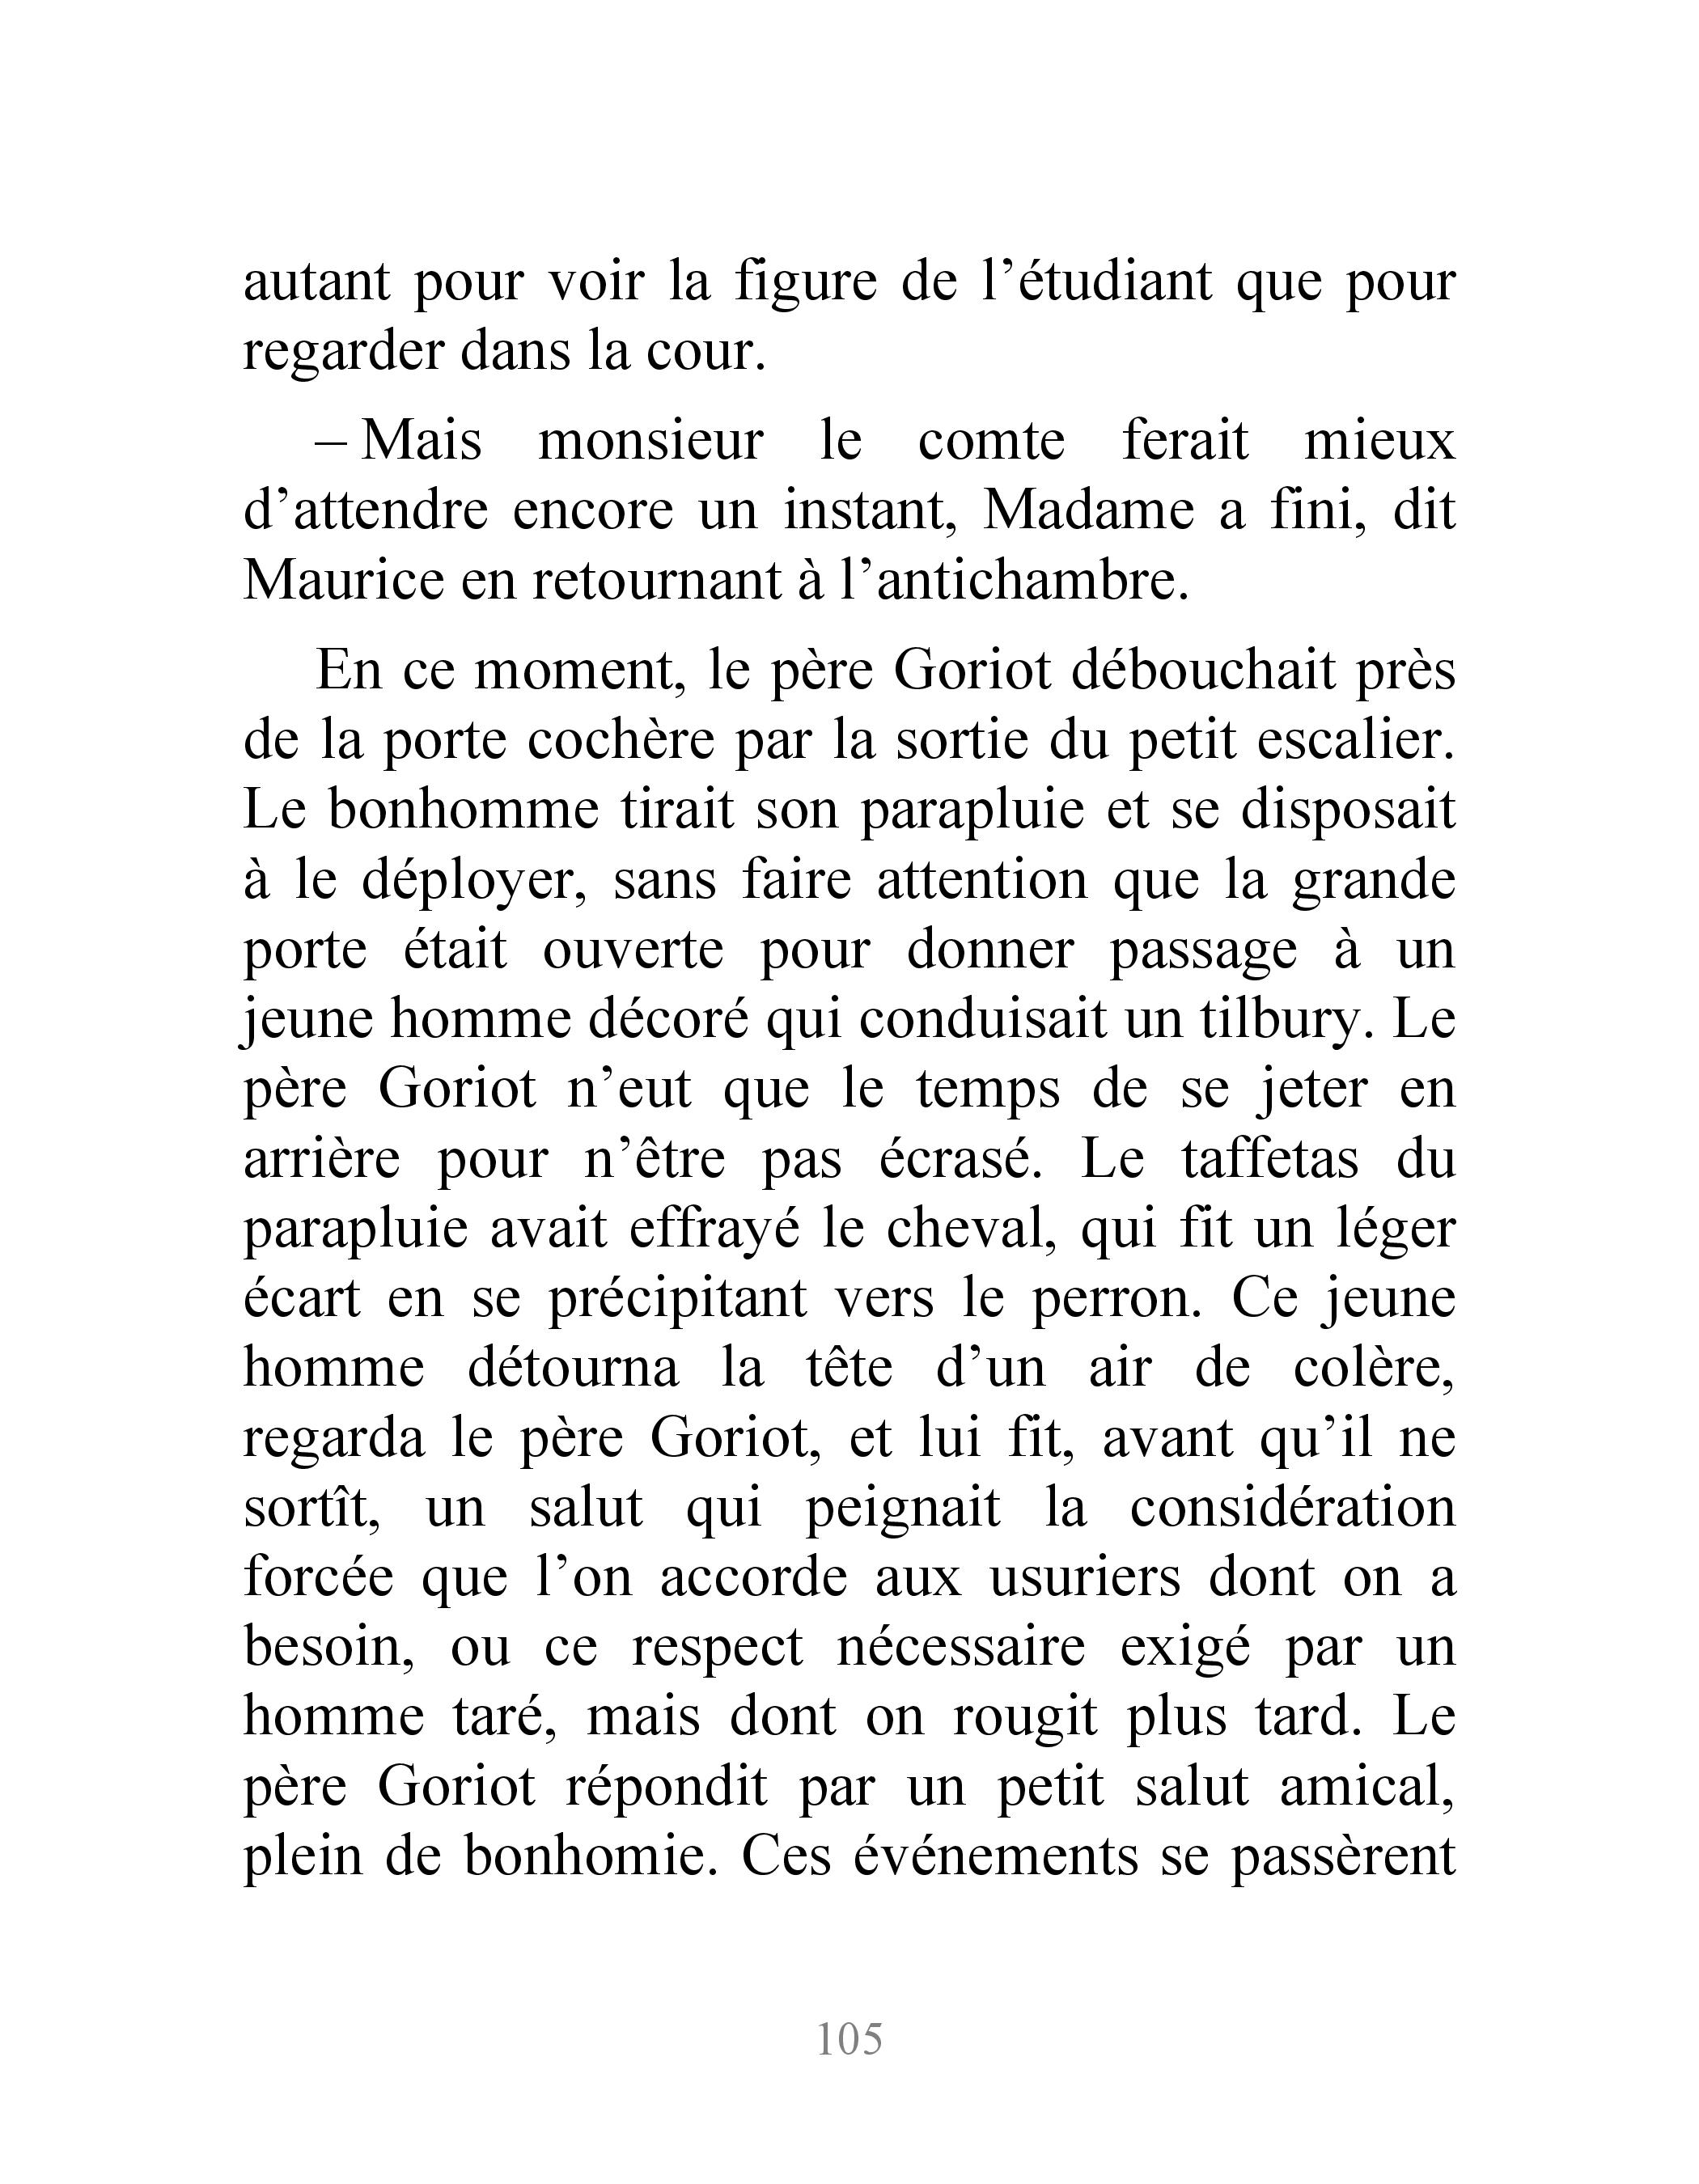 autant pour voir la figure de l’étudiant que pour
regarder dans la cour.
– Mais monsieur le comte ferait mieux
d’attendre encore un instant, Madame a fini, dit
Maurice en retournant à l’antichambre.
En ce moment, le père Goriot débouchait près
de la porte cochère par la sortie du petit escalier.
Le bonhomme tirait son parapluie et se disposait
à le déployer, sans faire attention que la grande
porte était ouverte pour donner passage à un
jeune homme décoré qui conduisait un tilbury. Le
père Goriot n’eut que le temps de se jeter en
arrière pour n’être pas écrasé. Le taffetas du
parapluie avait effrayé le cheval, qui fit un léger
écart en se précipitant vers le perron. Ce jeune
homme détourna la tête d’un air de colère,
regarda le père Goriot, et lui fit, avant qu’il ne
sortît, un salut qui peignait la considération
forcée que l’on accorde aux usuriers dont on a
besoin, ou ce respect nécessaire exigé par un
homme taré, mais dont on rougit plus tard. Le
père Goriot répondit par un petit salut amical,
plein de bonhomie. Ces événements se passèrent
105